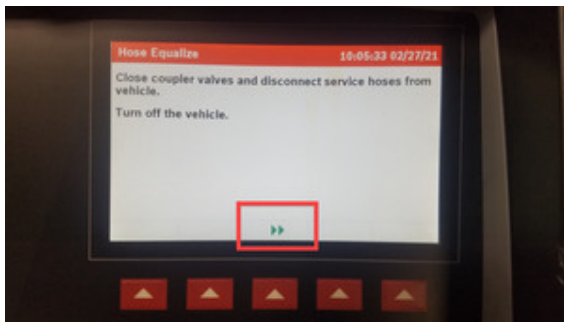 Hose Equalize 10:05:33 02/27/21
Close coupler valves and disconnect service hoses from
vehicle.
Turn off the vehicle.